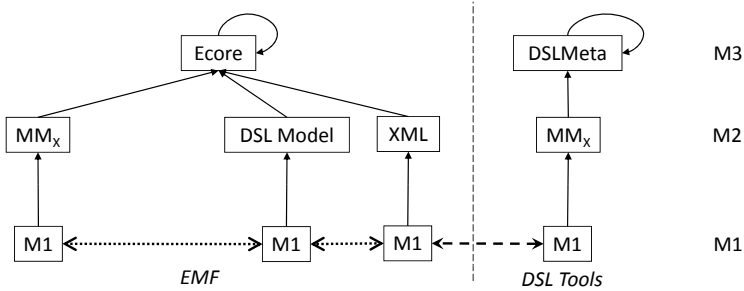 Ecore DSLMeta M3
MMX DSL Model XML MMX M2
M1 M1 M1 M1 M1
EMF DSL Tools